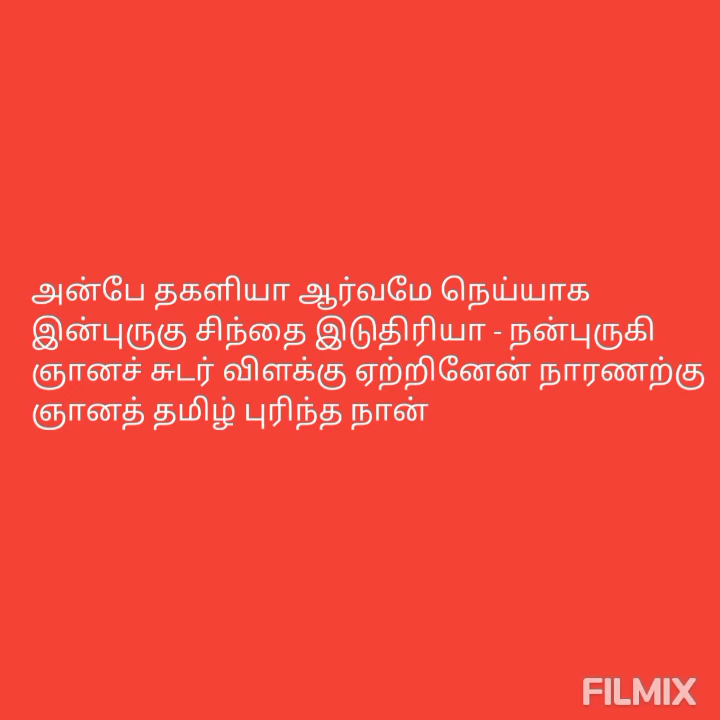 அன்பே தகளியா ஆர்வமே நெய்யாக
இன்புருகு சிந்தை இடுதிரியா - நன்புருகி
ஞானச் சுடர் விளக்கு ஏற்றினேன் நாரணற்கு
ஞானத் தமிழ் புரிந்த நான்
FILMIX